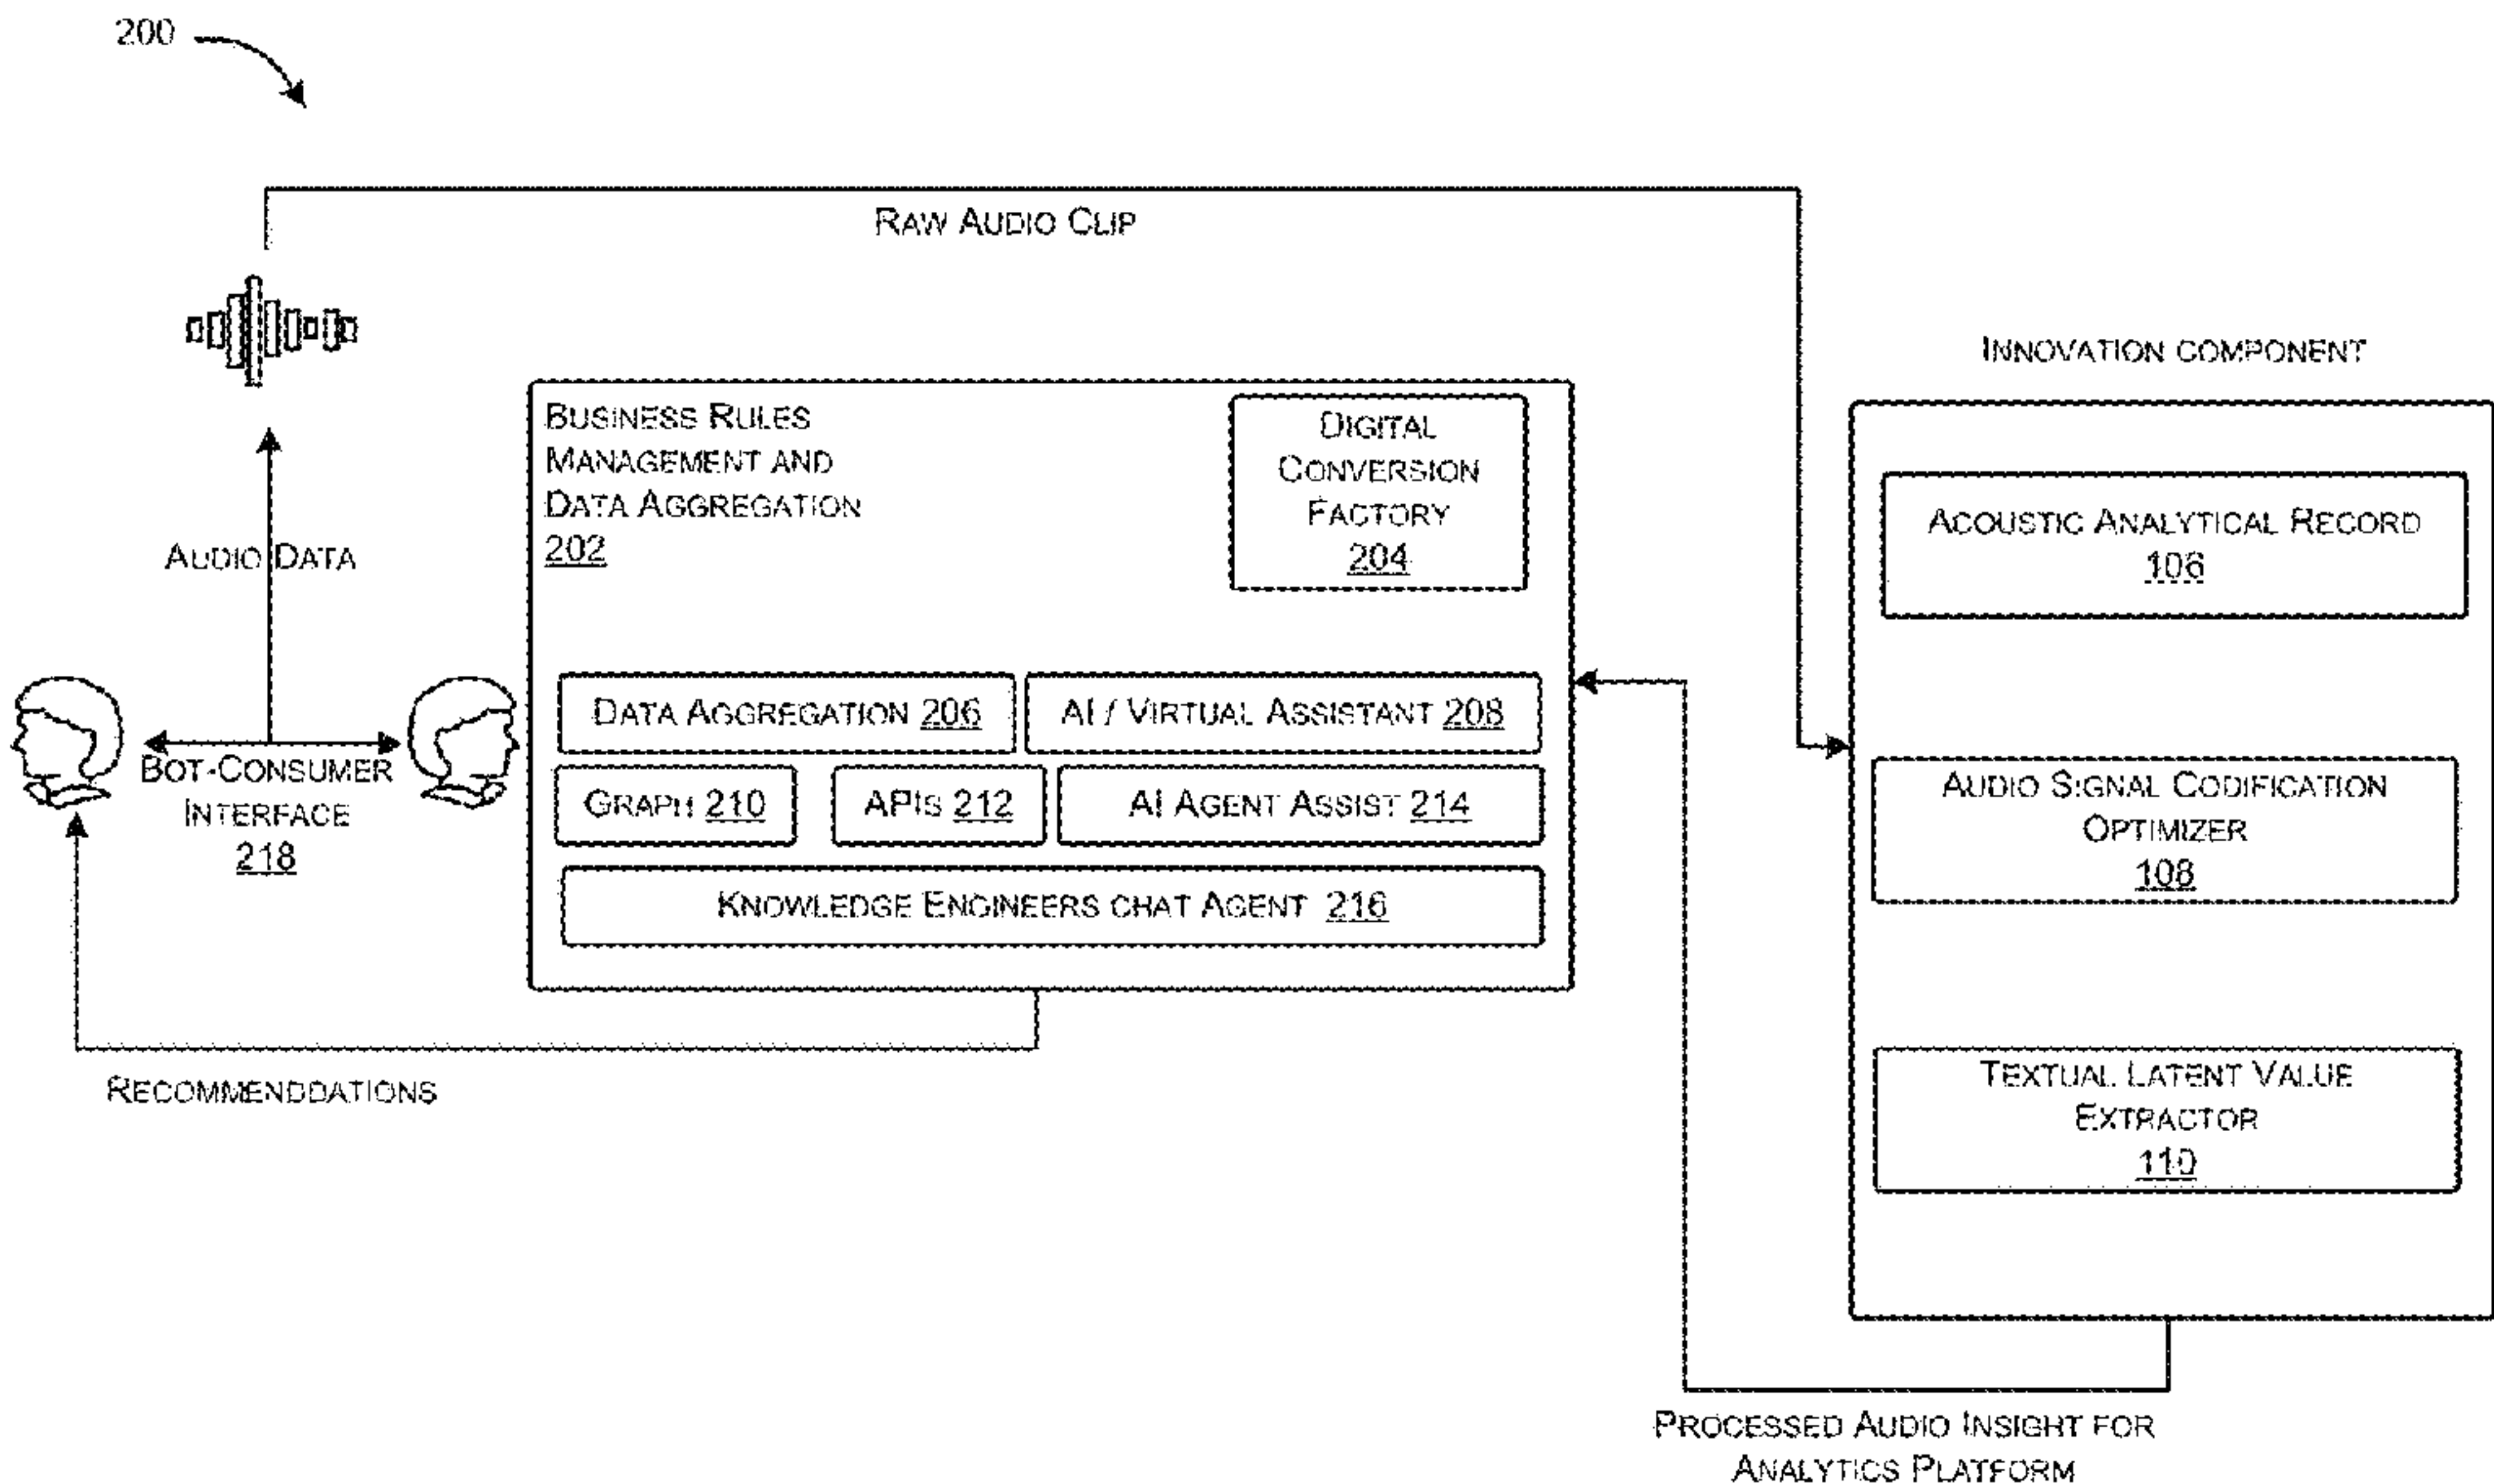 200
RAW AUDIO CLIP
INNOVATION COMPONENT
AUDIO DATA
BOT-CONSUMER
INTERFACE
218
BUSINESS RULES
MANAGEMENT AND
DATA AGGREGATION
202
DIGITAL
CONVERSION
FACTORY
204
DATA AGGREGATION 206
AI / VIRTUAL ASSISTANT 208
GRAPH 210
APIS 212
AI AGENT ASSIST 214
KNOWLEDGE ENGINEERS CHAT AGENT 216
RECOMMENDDATIONS
ACOUSTIC ANALYTICAL RECORD
106
AUDIO SIGNAL CODIFICATION
OPTIMIZER
108
TEXTUAL LATENT VALUE
EXTRACTOR
110
PROCESSED AUDIO INSIGHT FOR
ANALYTICS PLATFORM